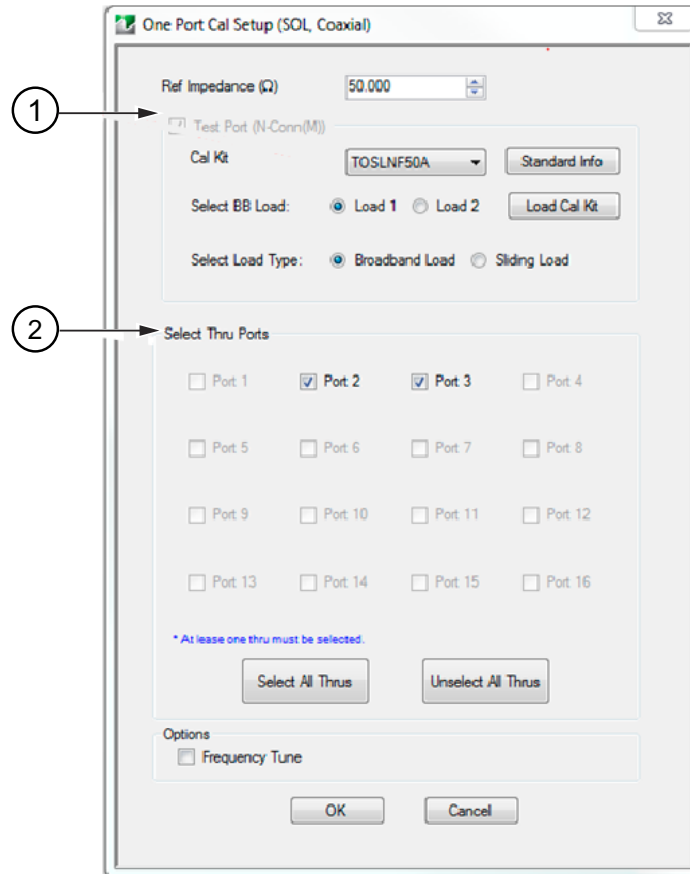 One Port Cal Setup (SOL, Coaxial)
Ref Impedance (Ω) 50.000
1
Test Port (N-Conn(M))
Cal Kit TOSLNF50A Standard Info
Select BB Load: Load 1 Load 2 Load Cal Kit
Select Load Type: Broadband Load Sliding Load
2
Select Thru Ports
Port 1 Port 2 Port 3 Port 4
Port 5 Port 6 Port 7 Port 8
Port 9 Port 10 Port 11 Port 12
Port 13 Port 14 Port 15 Port 16
* At lease one thru must be selected.
Select All Thrus Unselect All Thrus
Options
Frequency Tune
OK Cancel